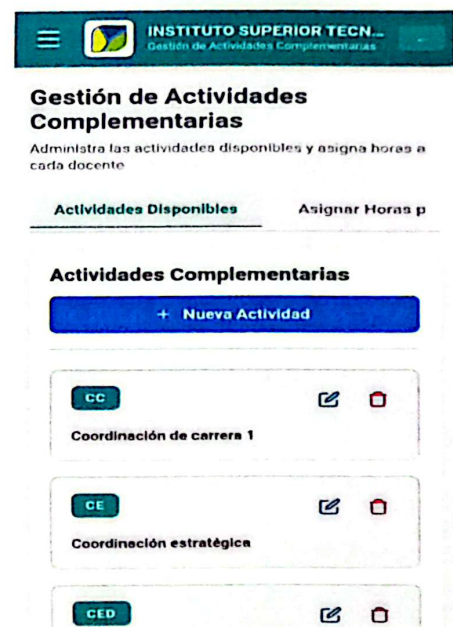 INSTITUTO SUPERIOR TECN...
Gestión de Actividades Complementarias
Gestión de Actividades
Complementarias
Administra las actividades disponibles y asigna horas a
cada docente
Actividades Disponibles Asignar Horas p
Actividades Complementarias
+ Nueva Actividad
CC
Coordinación de carrera 1
CE
Coordinación estratégica
CED